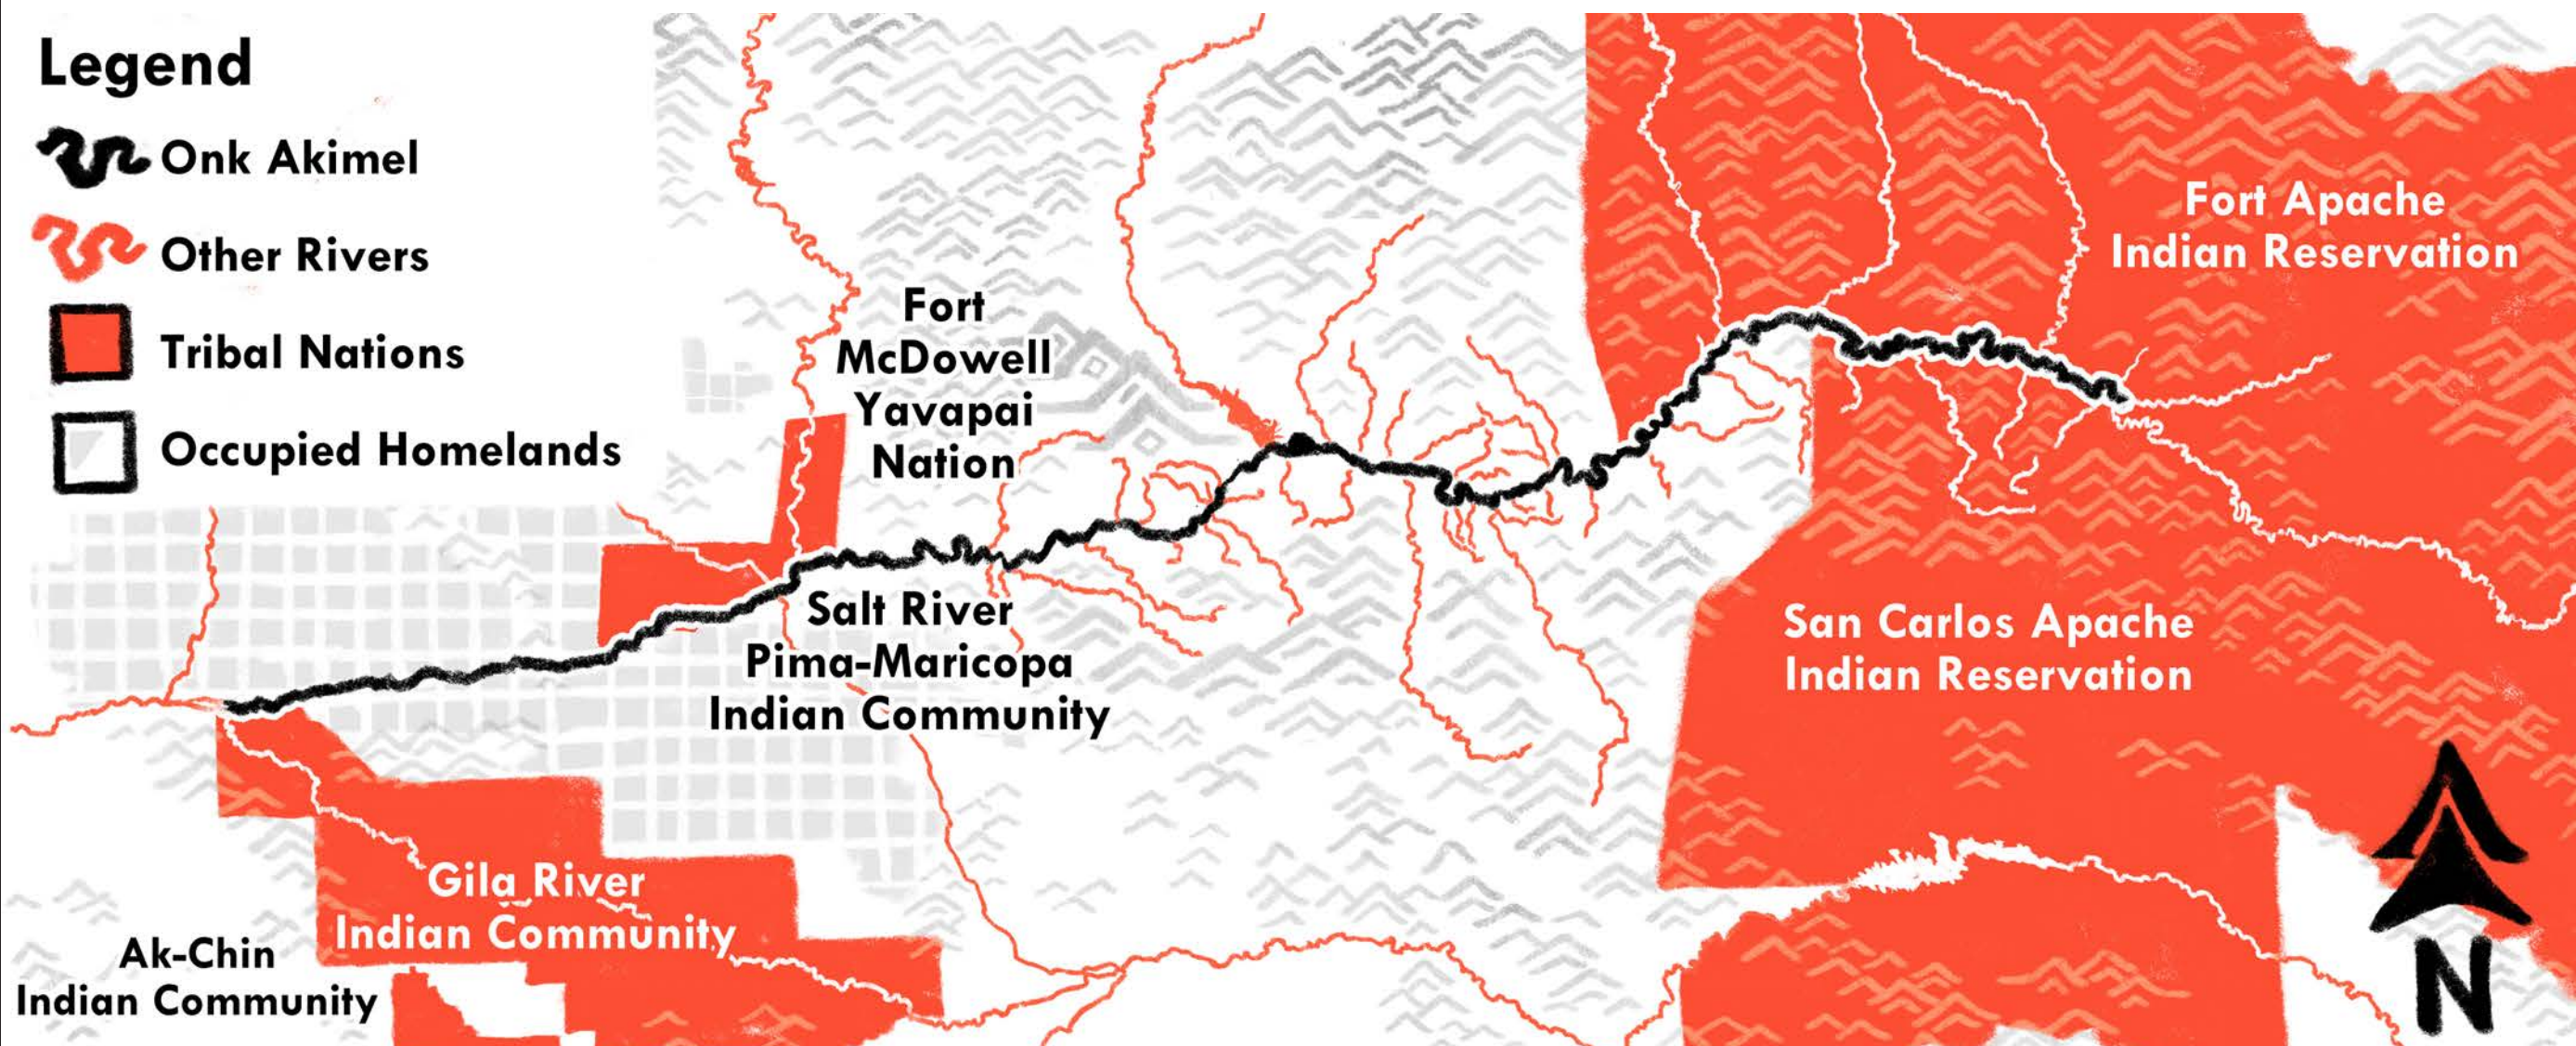 Legend
Onk Akimel
Other Rivers
Tribal Nations
Occupied Homelands
Fort Apache
Indian Reservation
Fort
McDowell
Yavapai
Nation
Salt River
Pima-Maricopa
Indian Community
San Carlos Apache
Indian Reservation
Gila River
Indian Community
Ak-Chin
Indian Community
N